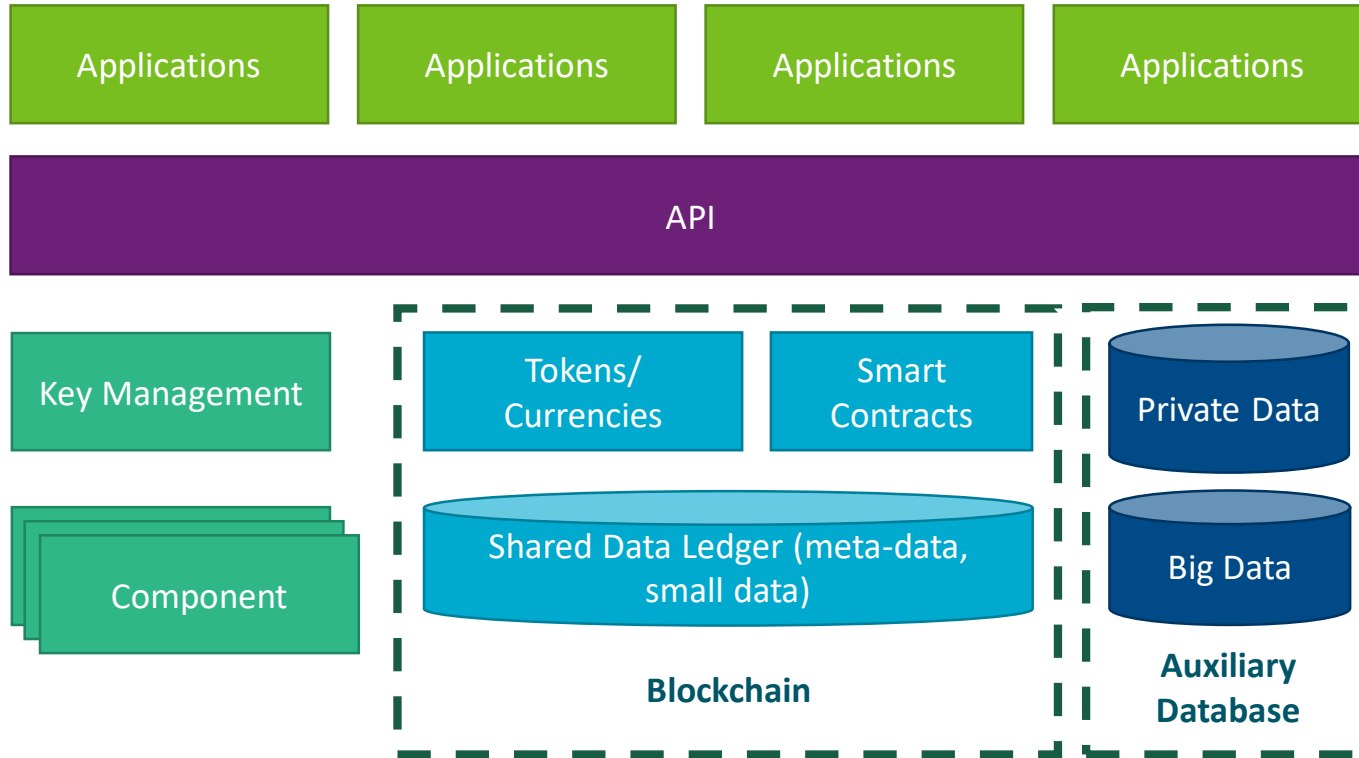 Applications
Applications
Applications
Applications
API
Key Management
Tokens/
Currencies
Smart
Contracts
Private Data
Component
Shared Data Ledger (meta-data,
small data)
Big Data
Blockchain
Auxiliary
Database